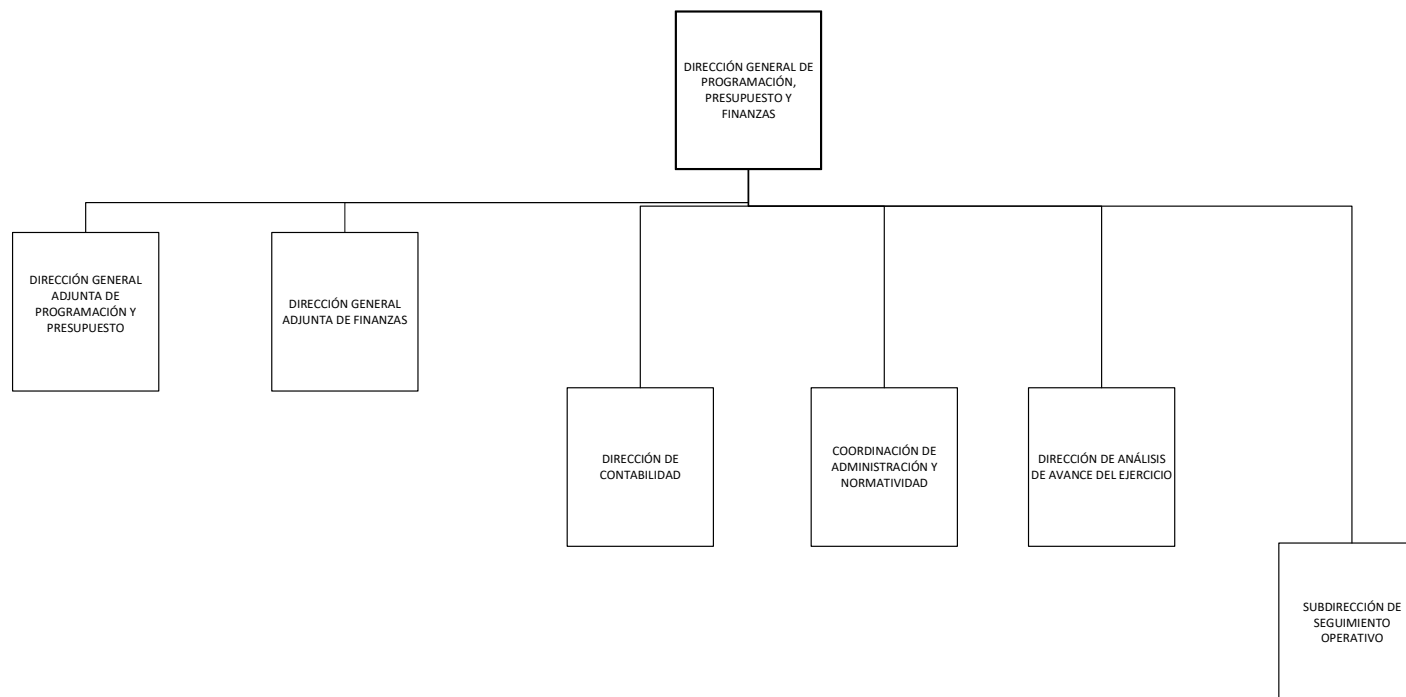 DIRECCIÓN GENERAL DE
PROGRAMACIÓN,
PRESUPUESTO Y
FINANZAS
DIRECCIÓN GENERAL
ADJUNTA DE
PROGRAMACIÓN Y
PRESUPUESTO
DIRECCIÓN GENERAL
ADJUNTA DE FINANZAS
DIRECCIÓN DE
CONTABILIDAD
COORDINACIÓN DE
ADMINISTRACIÓN Y
NORMATIVIDAD
DIRECCIÓN DE ANÁLISIS
DE AVANCE DEL EJERCICIO
SUBDIRECCIÓN DE
SEGUIMIENTO
OPERATIVO